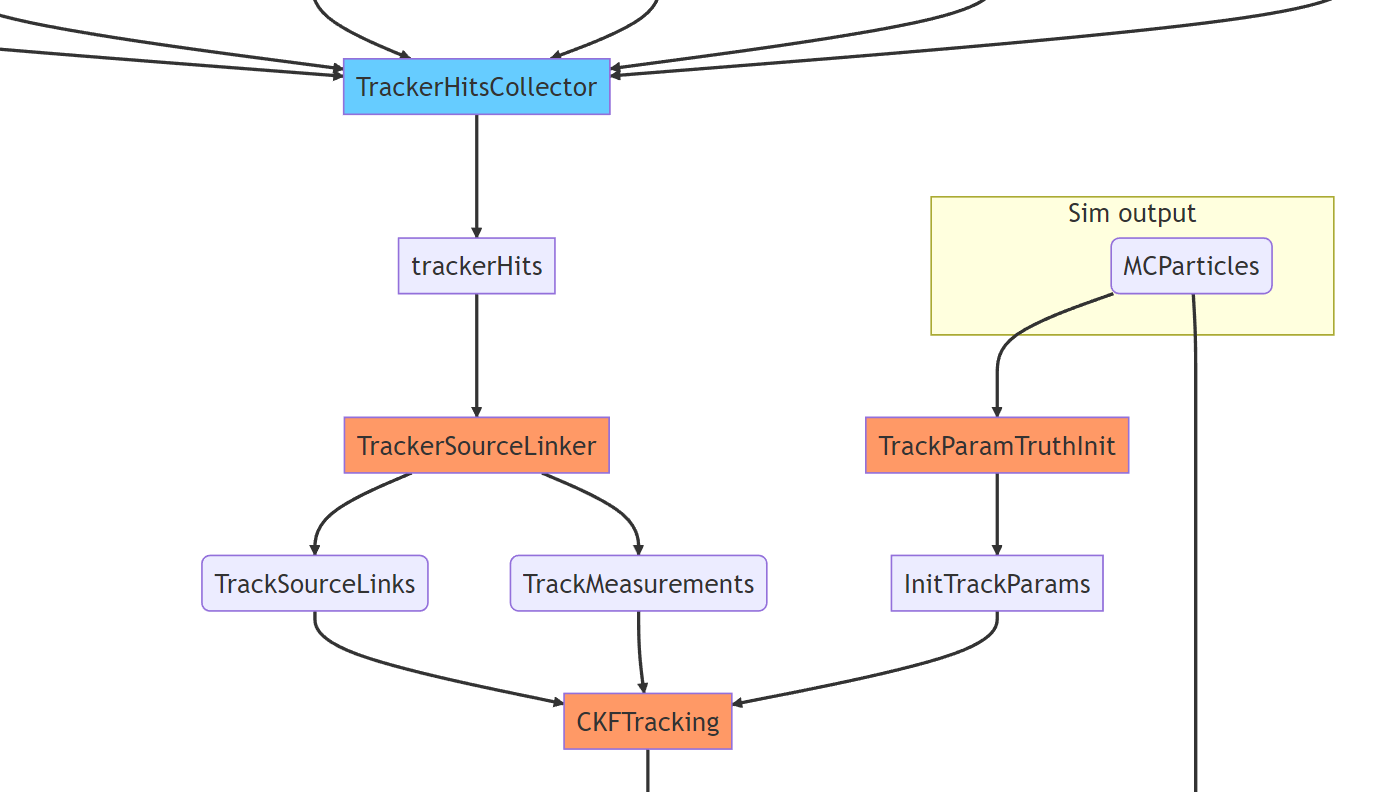 TrackerHitsCollector
Sim output
trackerHits
MCParticles
TrackerSourceLinker
TrackParamTruthInit
TrackSourceLinks
TrackMeasurements
InitTrackParams
CKFTracking